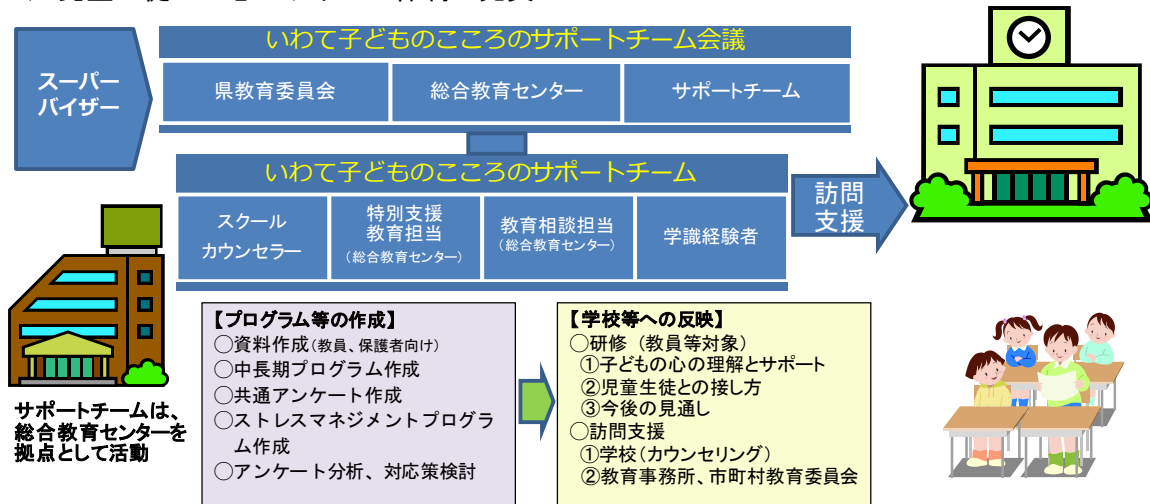 いわて子どものこころのサポートチーム会議
スーパー
バイザー
県教育委員会
総合教育センター
サポートチーム
いわて子どものこころのサポートチーム
スクール
カウンセラー
特別支援
教育担当
(総合教育センター)
教育相談担当
(総合教育センター)
学識経験者
訪問
支援
サポートチームは、
総合教育センターを
拠点として活動
【プログラム等の作成】
○資料作成(教員、保護者向け)
○中長期プログラム作成
○共通アンケート作成
○ストレスマネジメントプログラ
ム作成
○アンケート分析、対応策検討
【学校等への反映】
○研修(教員等対象)
①子どもの心の理解とサポート
②児童生徒との接し方
③今後の見通し
○訪問支援
①学校(カウンセリング)
②教育事務所、市町村教育委員会